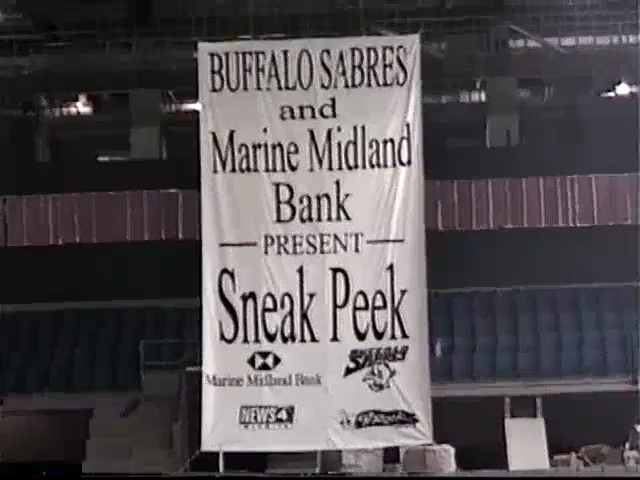 BUFFALO SABRES
and
Marine Midland
Bank
PRESENT
Sneak Peek
Marine Midland Bank
SABRES
NEWS 4